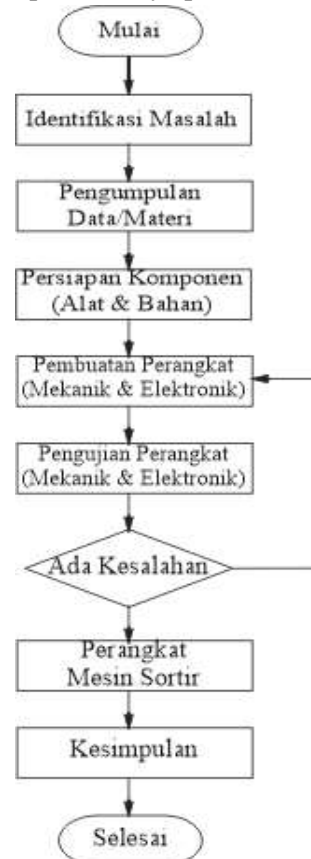 Mulai
Identifikasi Masalah
Pengumpulan
Data/Materi
Persiapan Komponen
(Alat & Bahan)
Pembuatan Perangkat
(Mekanik & Elektronik)
Pengujian Perangkat
(Mekanik & Elektronik)
Ada Kesalahan
Perangkat
Mesin Sortir
Kesimpulan
Selesai